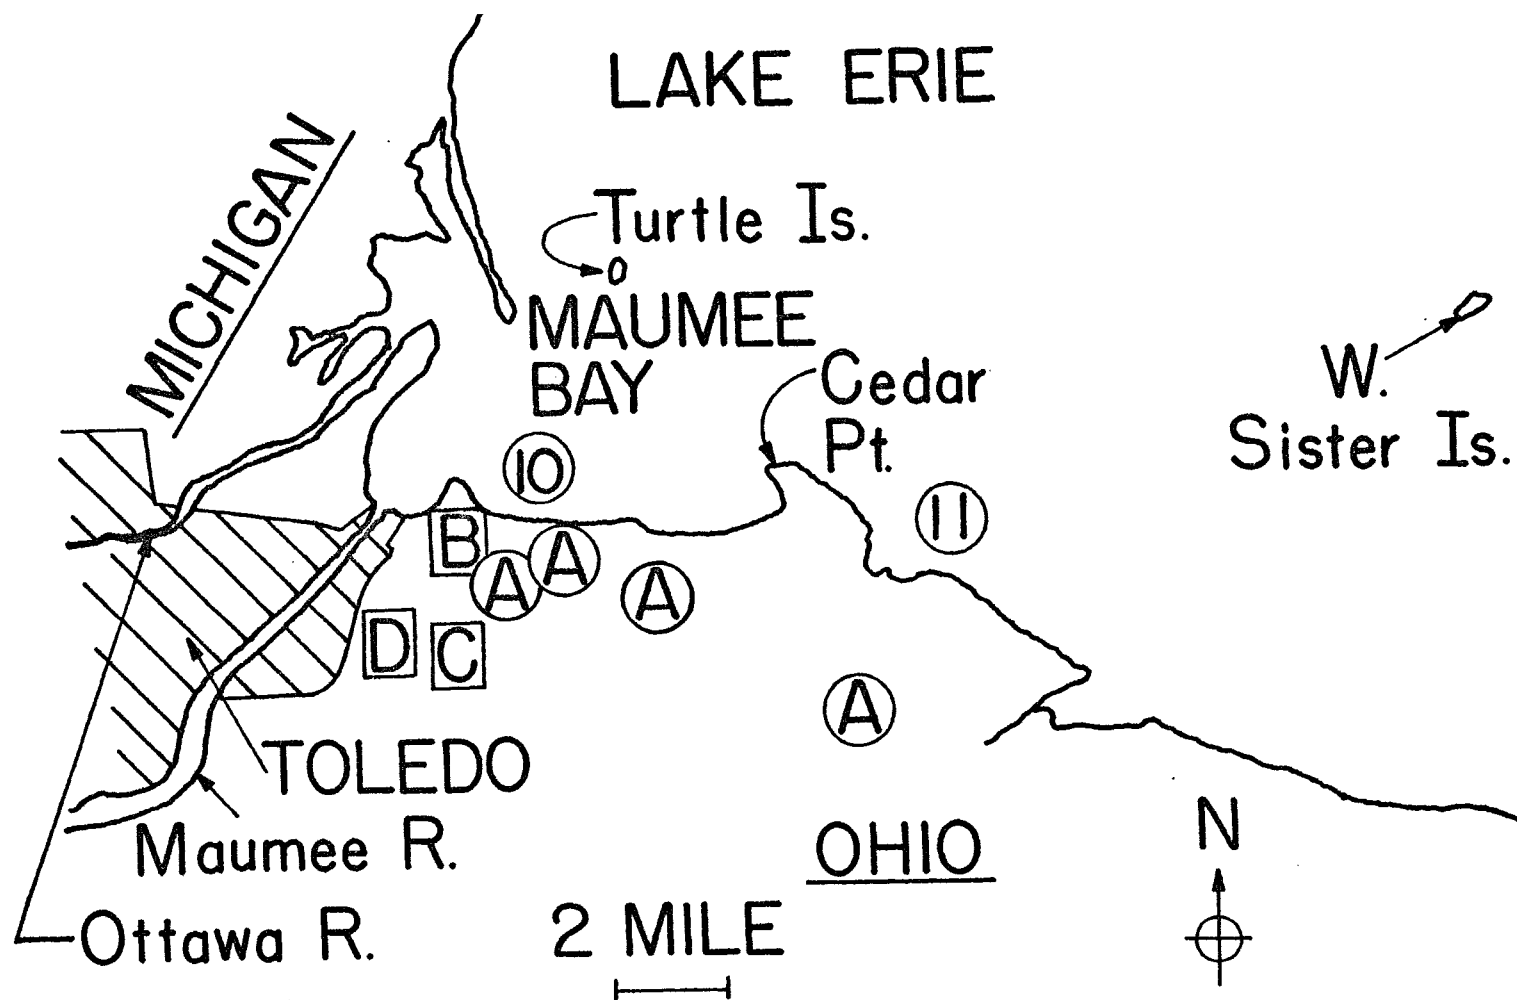 LAKE ERIE
MICHIGAN
Turtle Is.
MAUMEE
BAY
Cedar
Pt.
W.
Sister Is.
10
11
B
A
A
A
D
C
A
TOLEDO
Maumee R.
OHIO
N
Ottawa R.
2 MILE